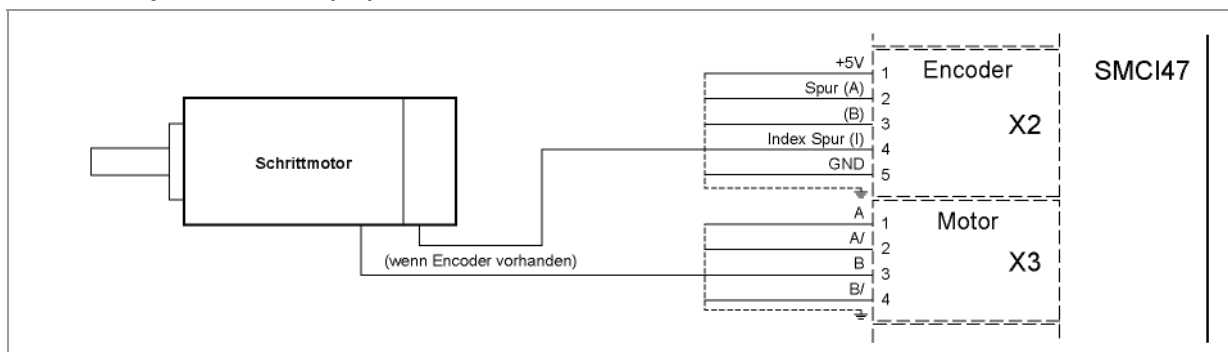 +5V
1
Encoder
SMCI47
Spur (A)
2
(B)
3
X2
Index Spur (I)
4
GND
5
Schrittmotor
A
1
Motor
A/
2
(wenn Encoder vorhanden)
B
3
X3
B/
4